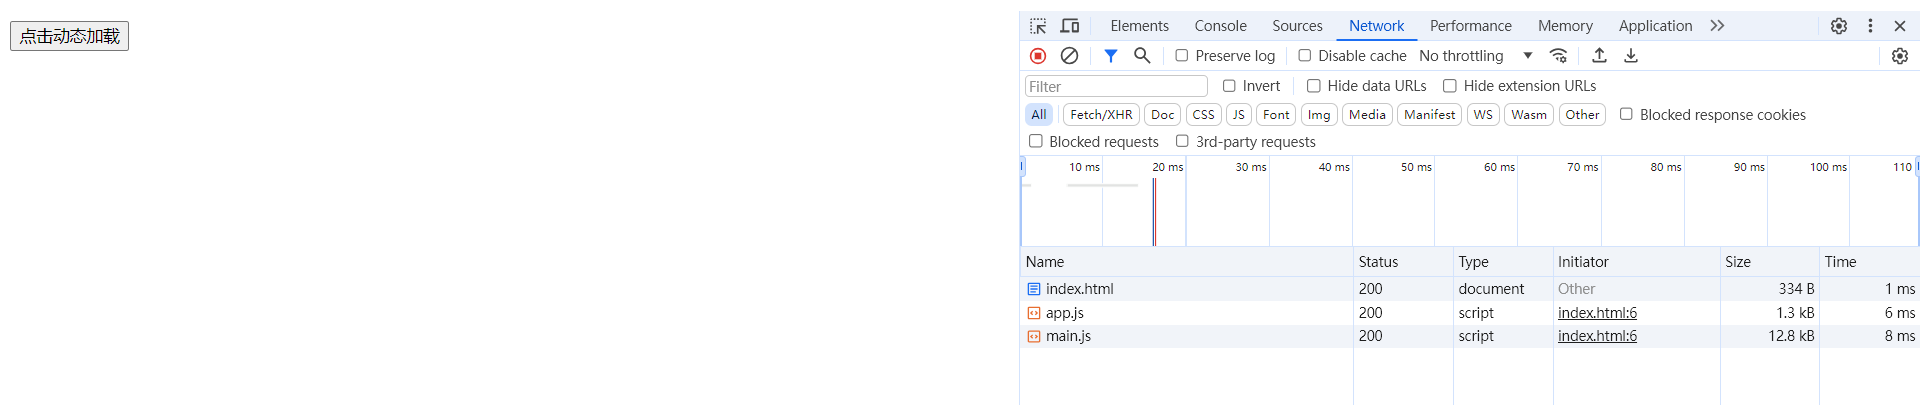 点击动态加载
Elements Console Sources Network Performance Memory Application
Preserve log Disable cache No throttling
Filter Invert Hide data URLs Hide extension URLs
All Fetch/XHR Doc CSS JS Font Img Media Manifest WS Wasm Other Blocked response cookies
Blocked requests 3rd-party requests
10 ms 20 ms 30 ms 40 ms 50 ms 60 ms 70 ms 80 ms 90 ms 100 ms 110
Name Status Type Initiator Size Time
index.html 200 document Other 334 B 1 ms
app.js 200 script index.html:6 1.3 kB 6 ms
main.js 200 script index.html:6 12.8 kB 8 ms